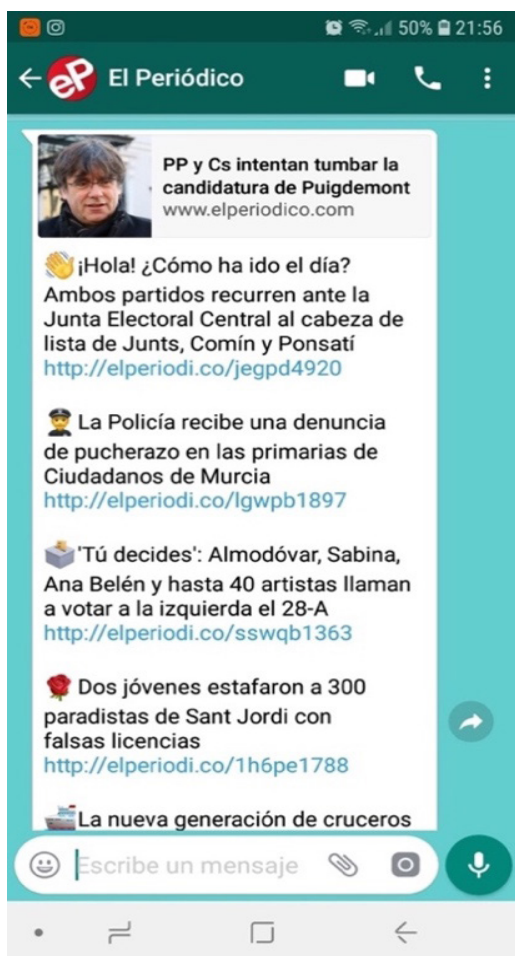 50% 21:56
eP El Periódico
PP y Cs intentan tumbar la
candidatura de Puigdemont
www.elperiodico.com
👋¡Hola! ¿Cómo ha ido el día?
Ambos partidos recurren ante la
Junta Electoral Central al cabeza de
lista de Junts, Comín y Ponsatí
http://elperiodi.co/jegpd4920
👮 La Policía recibe una denuncia
de pucherazo en las primarias de
Ciudadanos de Murcia
http://elperiodi.co/lgwpb1897
🗳'Tú decides': Almodóvar, Sabina,
Ana Belén y hasta 40 artistas llaman
a votar a la izquierda el 28-A
http://elperiodi.co/sswqb1363
🌹 Dos jóvenes estafaron a 300
paradistas de Sant Jordi con
falsas licencias
http://elperiodi.co/1h6pe1788
🛳La nueva generación de cruceros
Escribe un mensaje